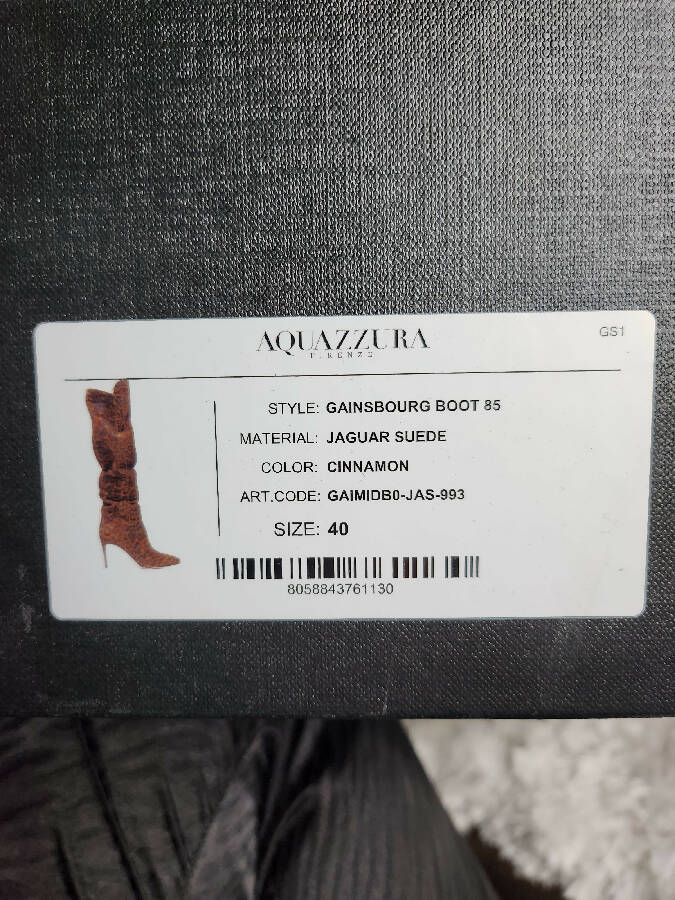 AQUAZZURA
FIRENZE
GS1
STYLE: GAINSBOURG BOOT 85
MATERIAL: JAGUAR SUEDE
COLOR: CINNAMON
ART.CODE: GAIMIDB0-JAS-993
SIZE: 40
8058843761130